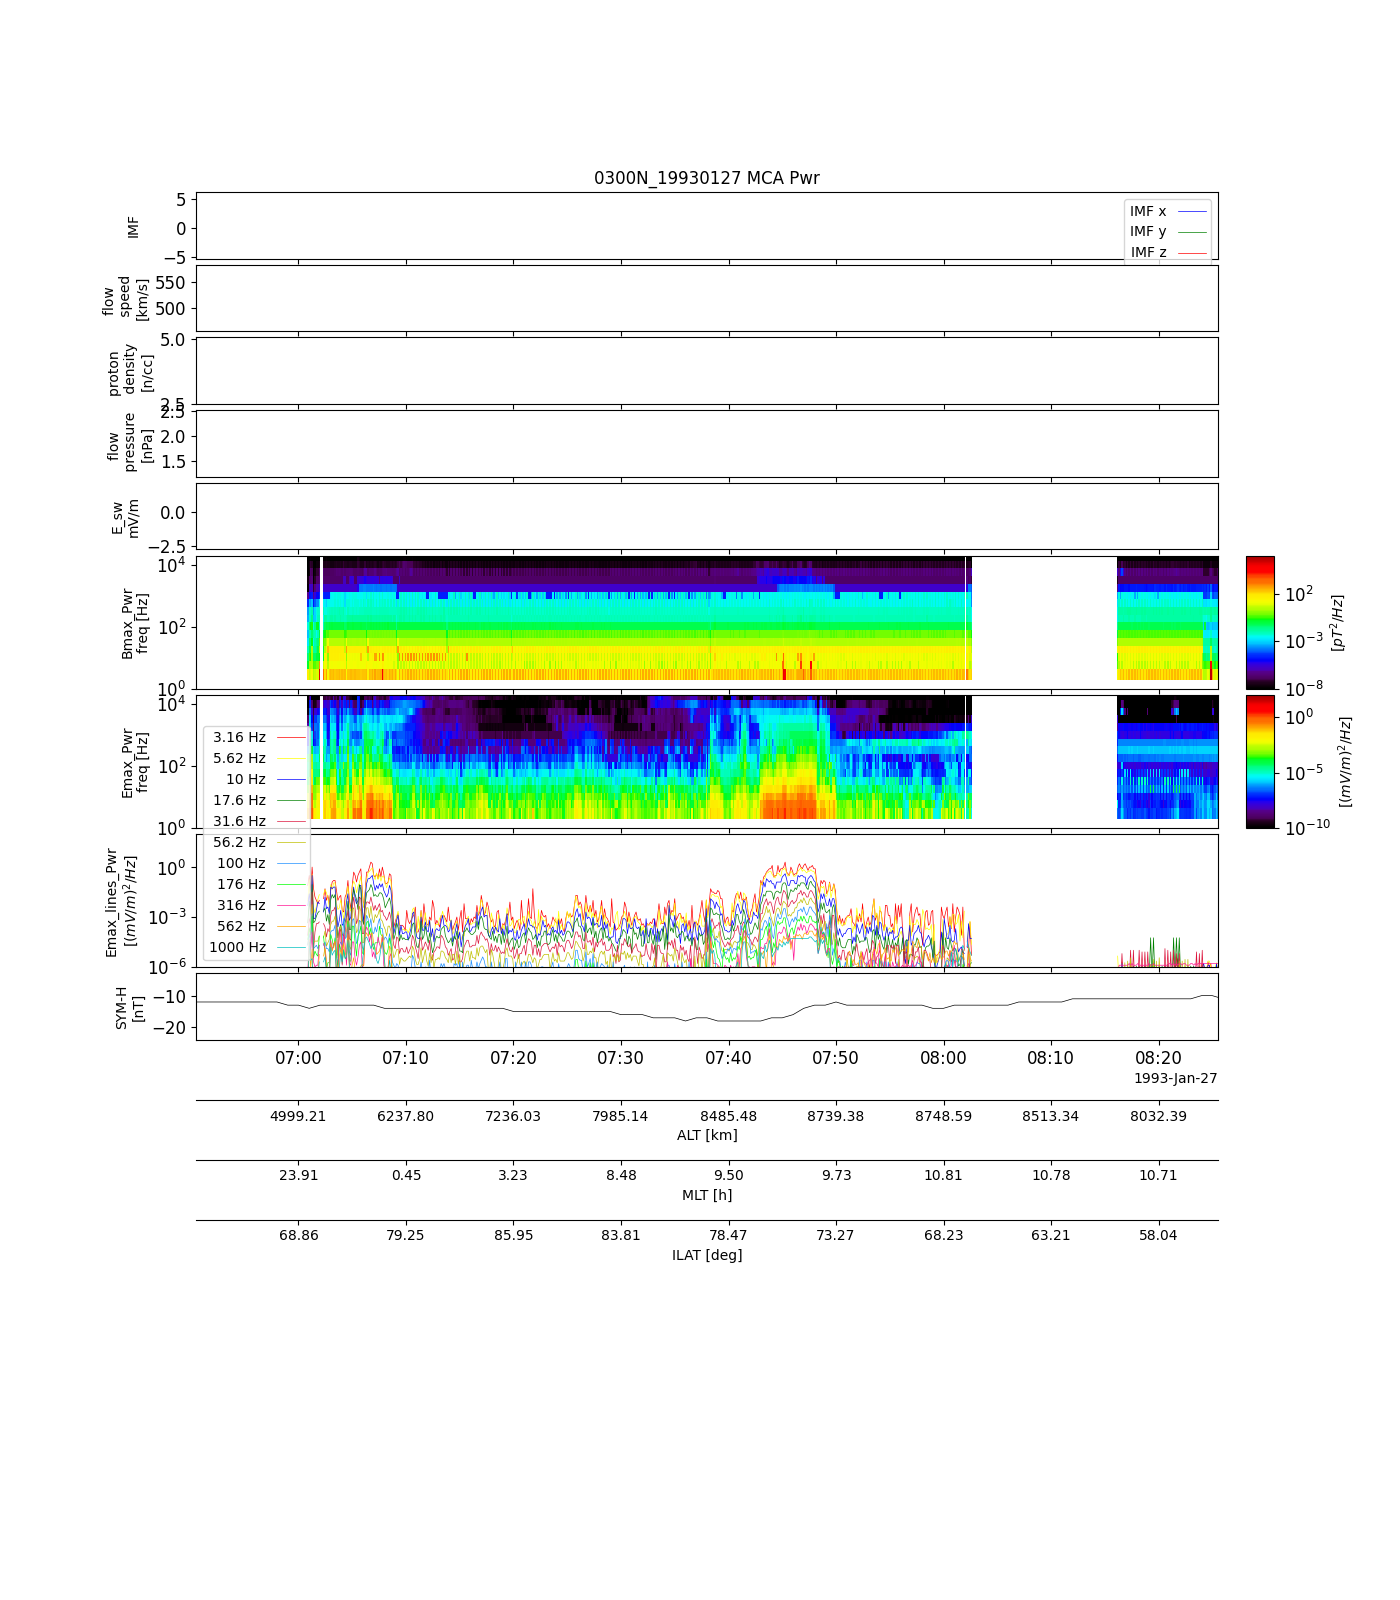 0300N_19930127 MCA Pwr
5
0
−5
IMF
IMF x
IMF y
IMF z
550
500
flow
speed
[km/s]
5.0
2.5
proton
density
[n/cc]
2.5
2.0
1.5
flow
pressure
[nPa]
0.0
−2.5
E_sw
mV/m
10⁴
10²
10⁰
Bmax_Pwr
freq [Hz]
10²
10⁻³
10⁻⁸
[pT²/Hz]
10⁴
10²
10⁰
Emax_Pwr
freq [Hz]
10⁰
10⁻⁵
10⁻¹⁰
[(mV/m)²/Hz]
3.16 Hz
5.62 Hz
10 Hz
17.6 Hz
31.6 Hz
56.2 Hz
100 Hz
176 Hz
316 Hz
562 Hz
1000 Hz
10⁰
10⁻³
10⁻⁶
Emax_lines_Pwr
[(mV/m)²/Hz]
−10
−20
SYM-H
[nT]
07:00 07:10 07:20 07:30 07:40 07:50 08:00 08:10 08:20
1993-Jan-27
4999.21 6237.80 7236.03 7985.14 8485.48 8739.38 8748.59 8513.34 8032.39
ALT [km]
23.91 0.45 3.23 8.48 9.50 9.73 10.81 10.78 10.71
MLT [h]
68.86 79.25 85.95 83.81 78.47 73.27 68.23 63.21 58.04
ILAT [deg]